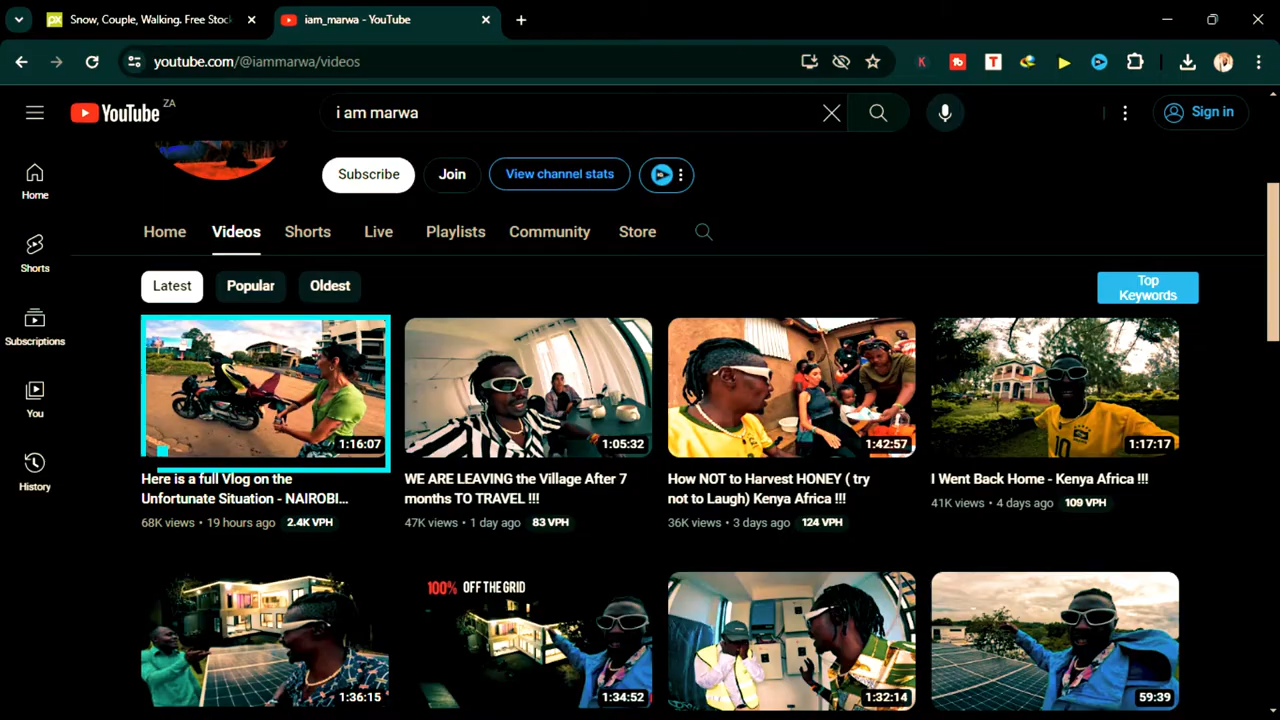 Snow, Couple, Walking. Free Stock
iam_marwa - YouTube
youtube.com/@iammarwa/videos
YouTube ZA
i am marwa
Sign in
Subscribe
Join
View channel stats
Home
Shorts
Subscriptions
You
History
Home
Videos
Shorts
Live
Playlists
Community
Store
Latest
Popular
Oldest
Top
Keywords
1:16:07
1:05:32
1:42:57
1:17:17
Here is a full Vlog on the
Unfortunate Situation - NAIROBI...
68K views • 19 hours ago 2.4K VPH
WE ARE LEAVING the Village After 7
months TO TRAVEL !!!
47K views • 1 day ago 83 VPH
How NOT to Harvest HONEY ( try
not to Laugh) Kenya Africa !!!
36K views • 3 days ago 124 VPH
I Went Back Home - Kenya Africa !!!
41K views • 4 days ago 109 VPH
100% OFF THE GRID
1:36:15
1:34:52
1:32:14
59:39